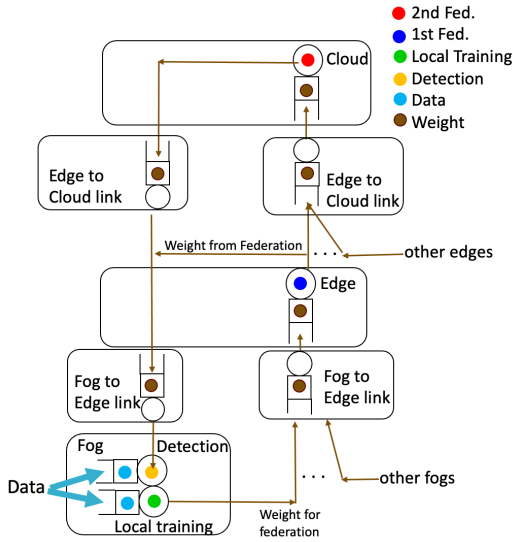 2nd Fed.
1st Fed.
Local Training
Detection
Data
Weight
Cloud
Edge to
Cloud link
Edge to
Cloud link
Weight from Federation
. . .
other edges
Edge
Fog to
Edge link
Fog to
Edge link
Fog
Detection
Data
Local training
. . .
other fogs
Weight for
federation